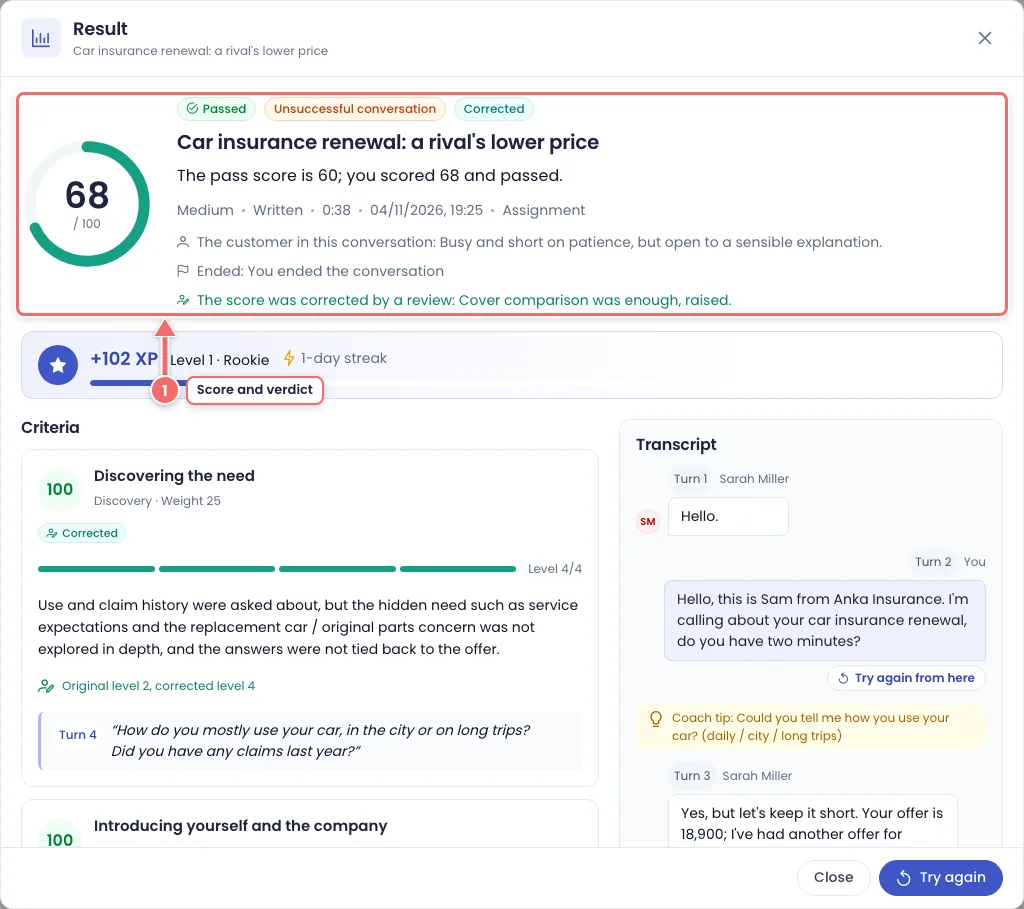 Result
Car insurance renewal: a rival's lower price
Passed
Unsuccessful conversation
Corrected
Car insurance renewal: a rival's lower price
68
/ 100
The pass score is 60; you scored 68 and passed.
Medium • Written • 0:38 • 04/11/2026, 19:25 • Assignment
The customer in this conversation: Busy and short on patience, but open to a sensible explanation.
Ended: You ended the conversation
The score was corrected by a review: Cover comparison was enough, raised.
+102 XP
Level 1 · Rookie
1-day streak
1
Score and verdict
Criteria
100
Discovering the need
Discovery · Weight 25
Corrected
Level 4/4
Use and claim history were asked about, but the hidden need such as service
expectations and the replacement car / original parts concern was not
explored in depth, and the answers were not tied back to the offer.
Original level 2, corrected level 4
Turn 4
“How do you mostly use your car, in the city or on long trips?
Did you have any claims last year?”
100
Introducing yourself and the company
Transcript
Turn 1 Sarah Miller
SM
Hello.
Turn 2 You
Hello, this is Sam from Anka Insurance. I'm
calling about your car insurance renewal,
do you have two minutes?
Try again from here
Coach tip: Could you tell me how you use your
car? (daily / city / long trips)
Turn 3 Sarah Miller
Yes, but let's keep it short. Your offer is
18,900; I've had another offer for
Close
Try again